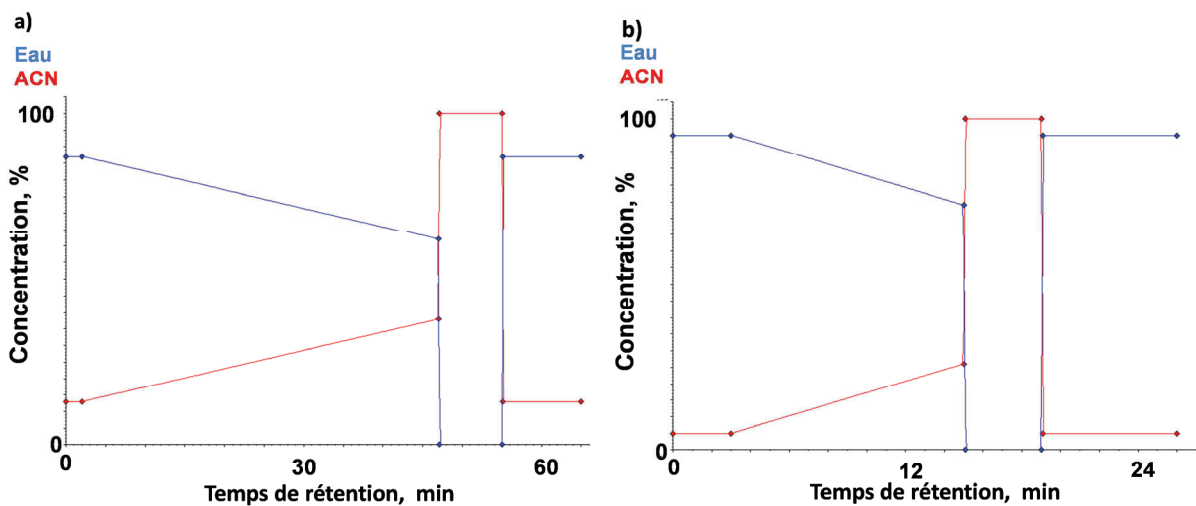 a)
Eau
ACN
100
Concentration, %
0
0
30
60
Temps de rétention, min
b)
Eau
ACN
100
Concentration, %
0
0
12
24
Temps de rétention, min